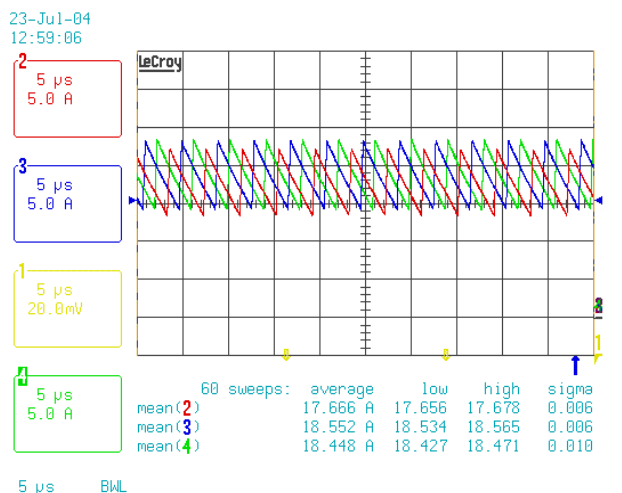 23-Jul-04
12:59:06
2
5 µs
5.0 A
LeCroy
3
5 µs
5.0 A
1
5 µs
20.0mV
4
5 µs
5.0 A
1
60 sweeps: average low high sigma
mean(2) 17.666 A 17.656 17.678 0.006
mean(3) 18.552 A 18.534 18.565 0.006
mean(4) 18.448 A 18.427 18.471 0.010
5 µs BWL